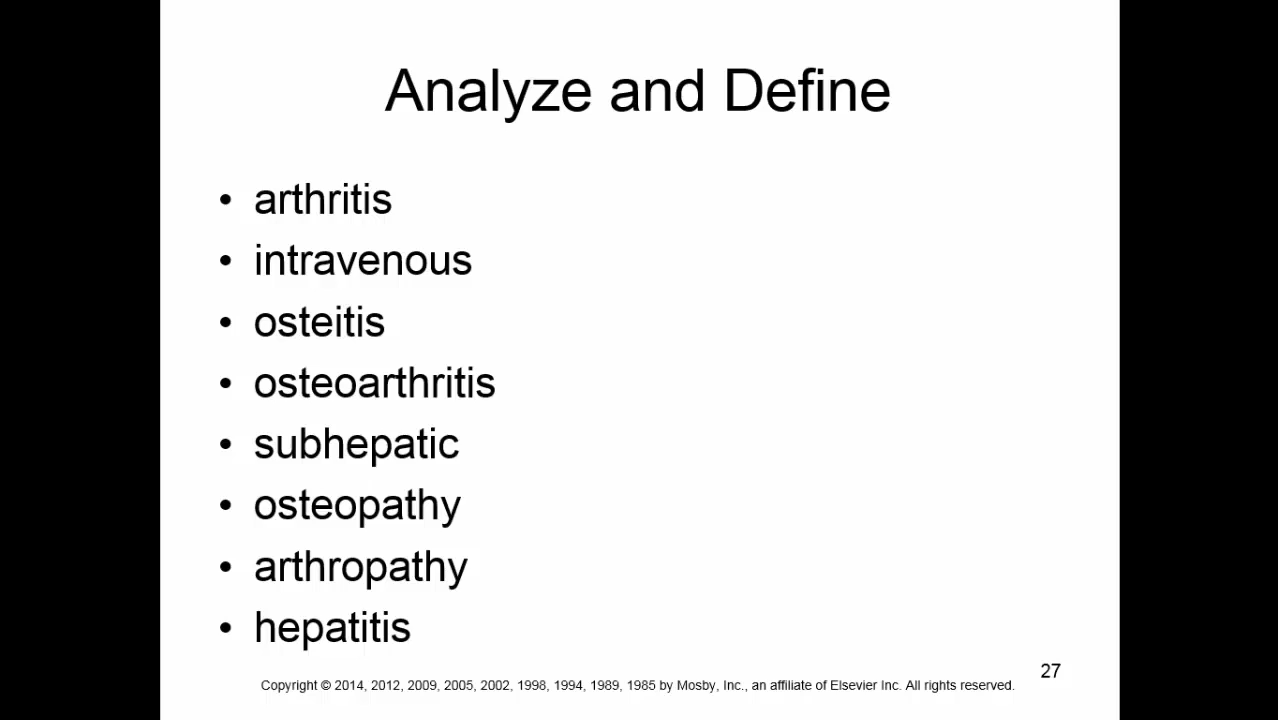 Analyze and Define
• arthritis
• intravenous
• osteitis
• osteoarthritis
• subhepatic
• osteopathy
• arthropathy
• hepatitis
27
Copyright © 2014, 2012, 2009, 2005, 2002, 1998, 1994, 1989, 1985 by Mosby, Inc., an affiliate of Elsevier Inc. All rights reserved.